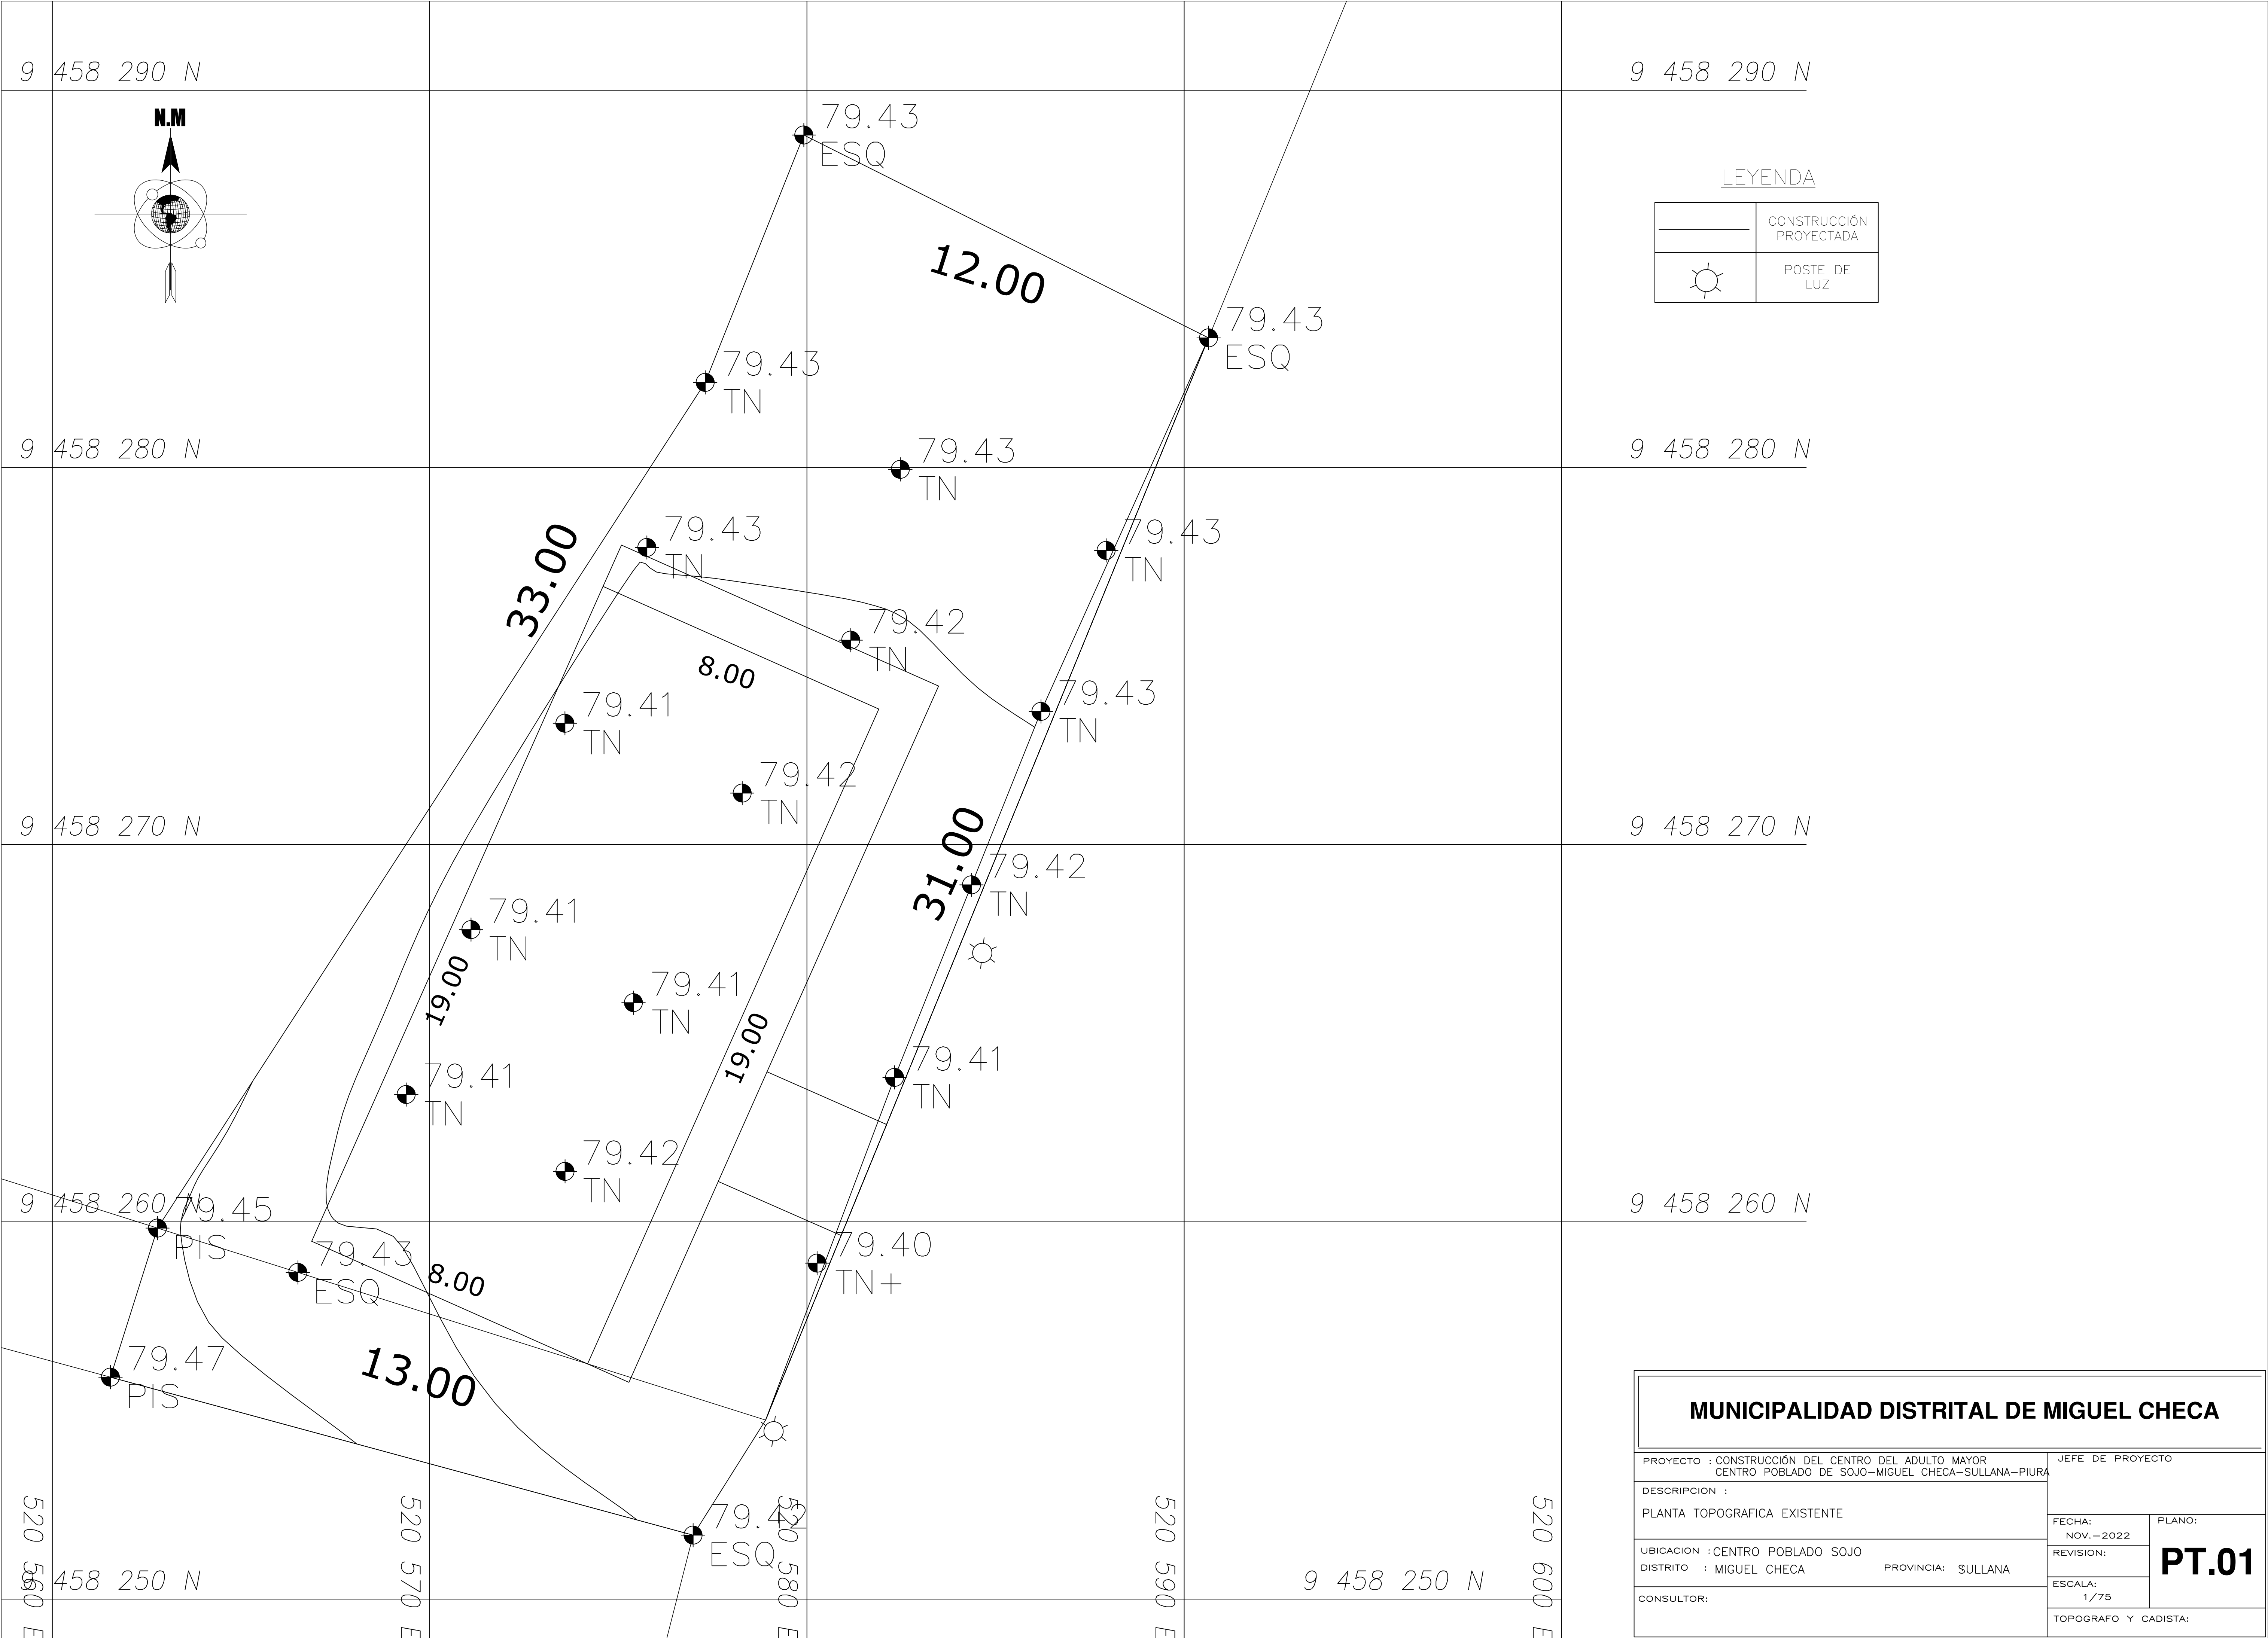 9 458 290 N
9 458 290 N
N.M
79.43
ESQ
LEYENDA
CONSTRUCCIÓN
PROYECTADA
POSTE DE
LUZ
12.00
79.43
ESQ
79.43
TN
9 458 280 N
79.43
TN
9 458 280 N
33.00
79.43
TN
79.43
TN
79.42
TN
8.00
79.41
TN
79.43
TN
79.42
TN
9 458 270 N
9 458 270 N
31.00
79.42
TN
79.41
TN
19.00
79.41
TN
19.00
79.41
TN
79.41
TN
79.42
TN
9 458 260 N
9 458 260 N
79.45
PIS
79.43
ESQ
8.00
79.40
TN+
79.47
PIS
13.00
79.42
ESQ
520 560 E
520 570 E
520 580 E
520 590 E
520 600 E
9 458 250 N
9 458 250 N
MUNICIPALIDAD DISTRITAL DE MIGUEL CHECA
PROYECTO : CONSTRUCCIÓN DEL CENTRO DEL ADULTO MAYOR
CENTRO POBLADO DE SOJO-MIGUEL CHECA-SULLANA-PIURA
JEFE DE PROYECTO
DESCRIPCION :
PLANTA TOPOGRAFICA EXISTENTE
FECHA:
NOV.-2022
PLANO:
PT.01
UBICACION : CENTRO POBLADO SOJO
DISTRITO : MIGUEL CHECA PROVINCIA: SULLANA
REVISION:
ESCALA:
1/75
CONSULTOR:
TOPOGRAFO Y CADISTA: